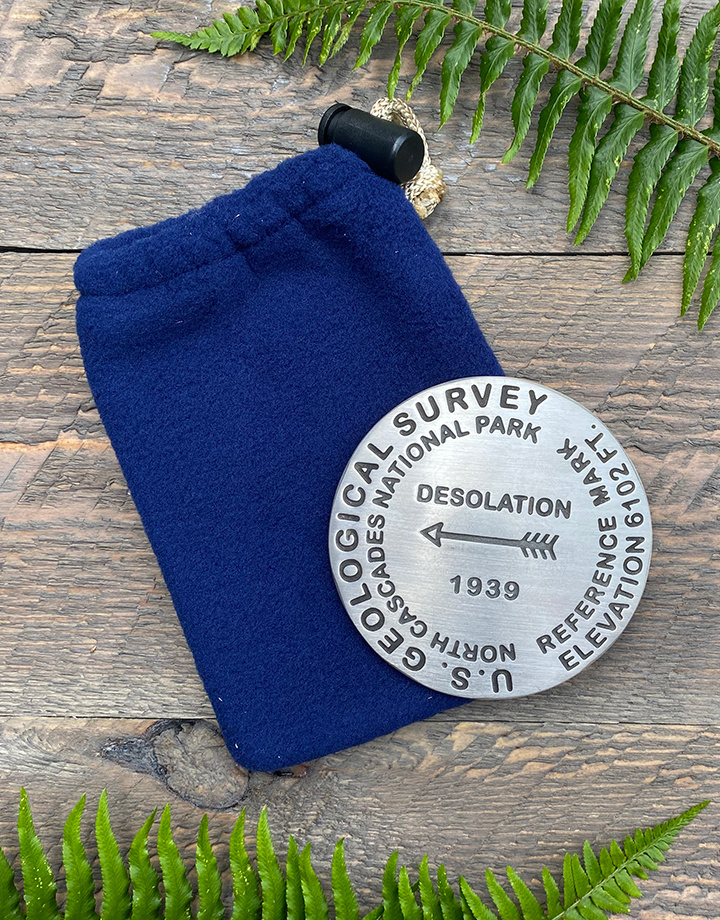 U.S. GEOLOGICAL SURVEY
NORTH CASCADES NATIONAL PARK
DESOLATION
1939
REFERENCE MARK
ELEVATION 6102 FT.